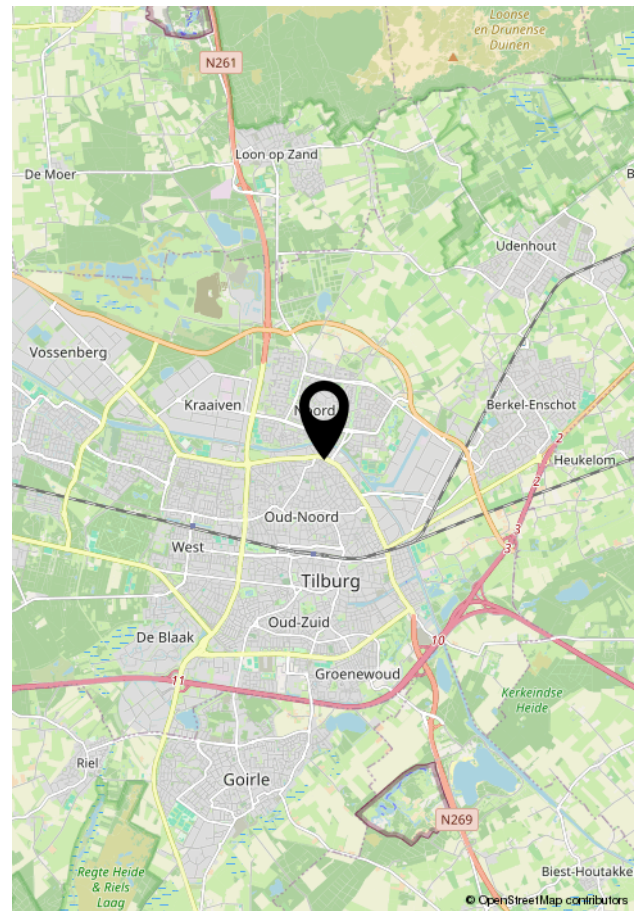 Loonse
en Drunense
Duinen
N261
Loon op Zand
De Moer
B
Udenhout
Vossenberg
Kraaiven
Noord
Berkel-Enschot
2
Heukelom
2
Oud-Noord
3
West
3
Tilburg
Oud-Zuid
De Blaak
10
Groenewoud
11
Kerkeindse
Heide
Riel
Goirle
N269
Regte Heide
& Riels
Laag
Biest-Houtakke
© OpenStreetMap contributors